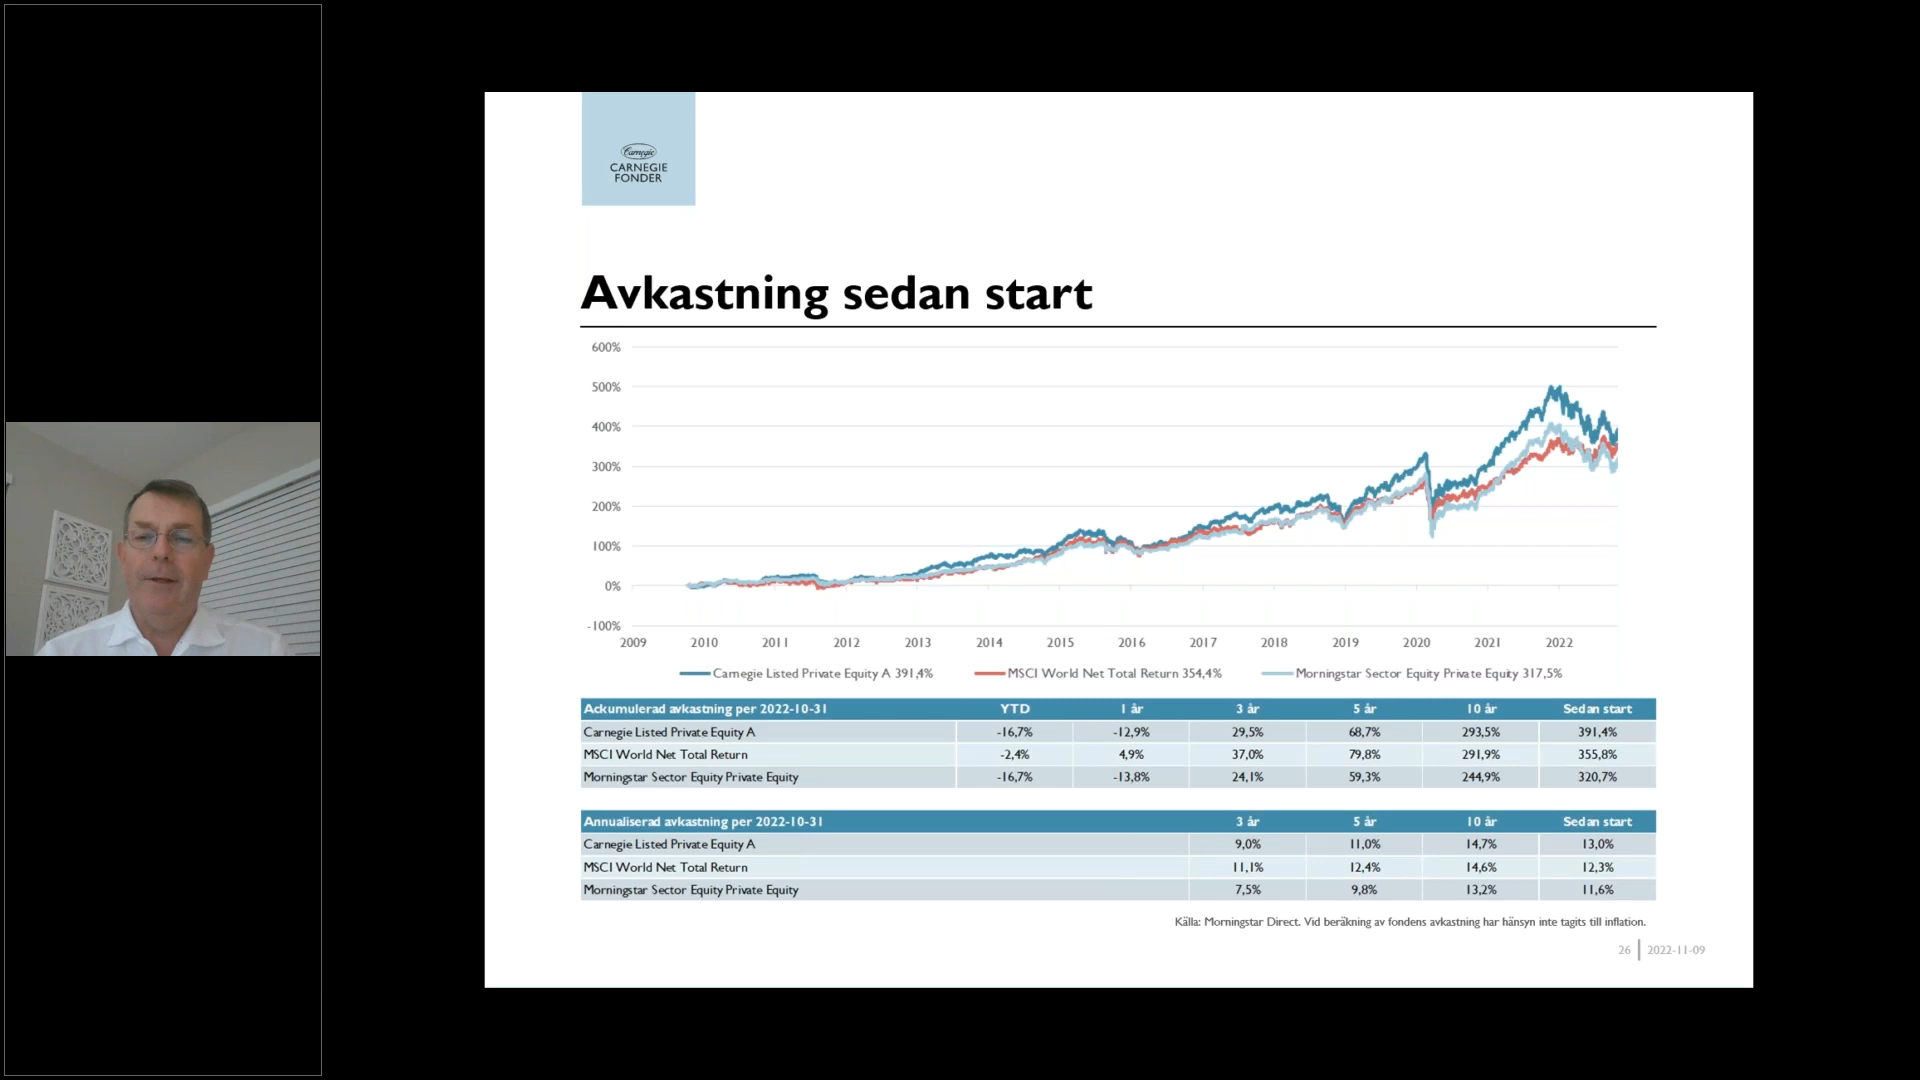 Carnegie
CARNEGIE
FONDER
Avkastning sedan start
600%
500%
400%
300%
200%
100%
0%
-100%
2009 2010 2011 2012 2013 2014 2015 2016 2017 2018 2019 2020 2021 2022
Carnegie Listed Private Equity A 391,4% MSCI World Net Total Return 354,4% Morningstar Sector Equity Private Equity 317,5%
Ackumulerad avkastning per 2022-10-31 YTD 1 år 3 år 5 år 10 år Sedan start
Carnegie Listed Private Equity A -16,7% -12,9% 29,5% 68,7% 293,5% 391,4%
MSCI World Net Total Return -2,4% 4,9% 37,0% 79,8% 291,9% 355,8%
Morningstar Sector Equity Private Equity -16,7% -13,8% 24,1% 59,3% 244,9% 320,7%
Annualiserad avkastning per 2022-10-31 3 år 5 år 10 år Sedan start
Carnegie Listed Private Equity A 9,0% 11,0% 14,7% 13,0%
MSCI World Net Total Return 11,1% 12,4% 14,6% 12,3%
Morningstar Sector Equity Private Equity 7,5% 9,8% 13,2% 11,6%
Källa: Morningstar Direct. Vid beräkning av fondens avkastning har hänsyn inte tagits till inflation.
26 | 2022-11-09